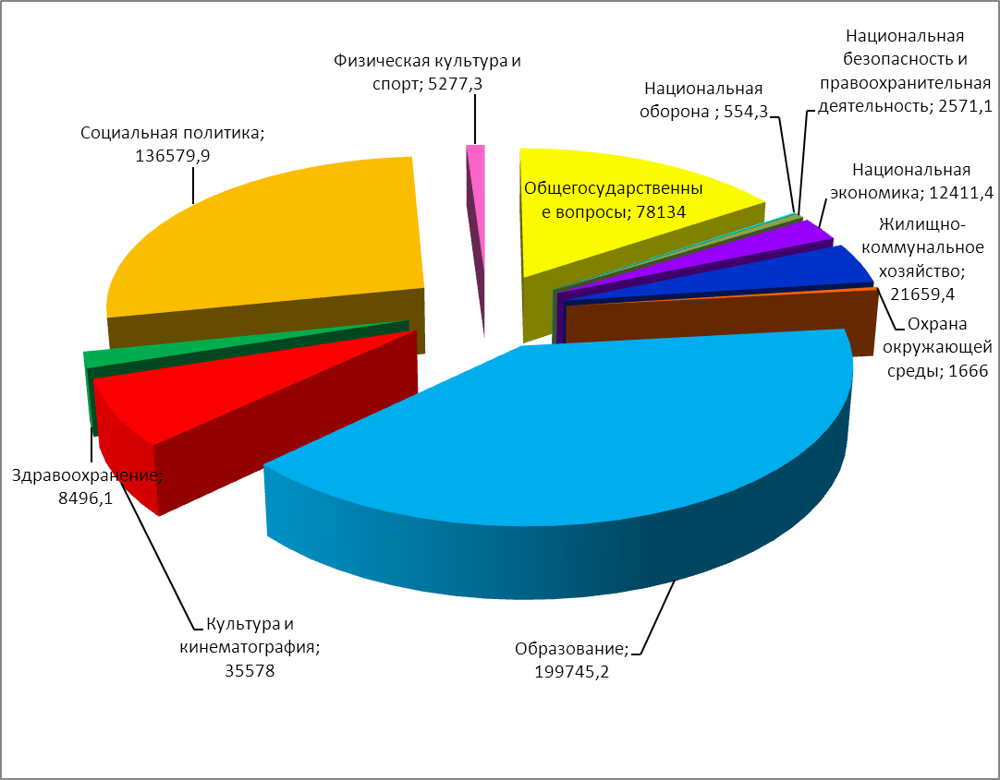 Физическая культура и
спорт; 5277,3
Национальная
безопасность и
правоохранительная
деятельность; 2571,1
Национальная
оборона ; 554,3
Социальная политика;
136579,9
Общегосударственны
е вопросы; 78134
Национальная
экономика; 12411,4
Жилищно-
коммунальное
хозяйство;
21659,4
Охрана
окружающей
среды; 1666
Здравоохранение;
8496,1
Культура и
кинематография;
35578
Образование;
199745,2